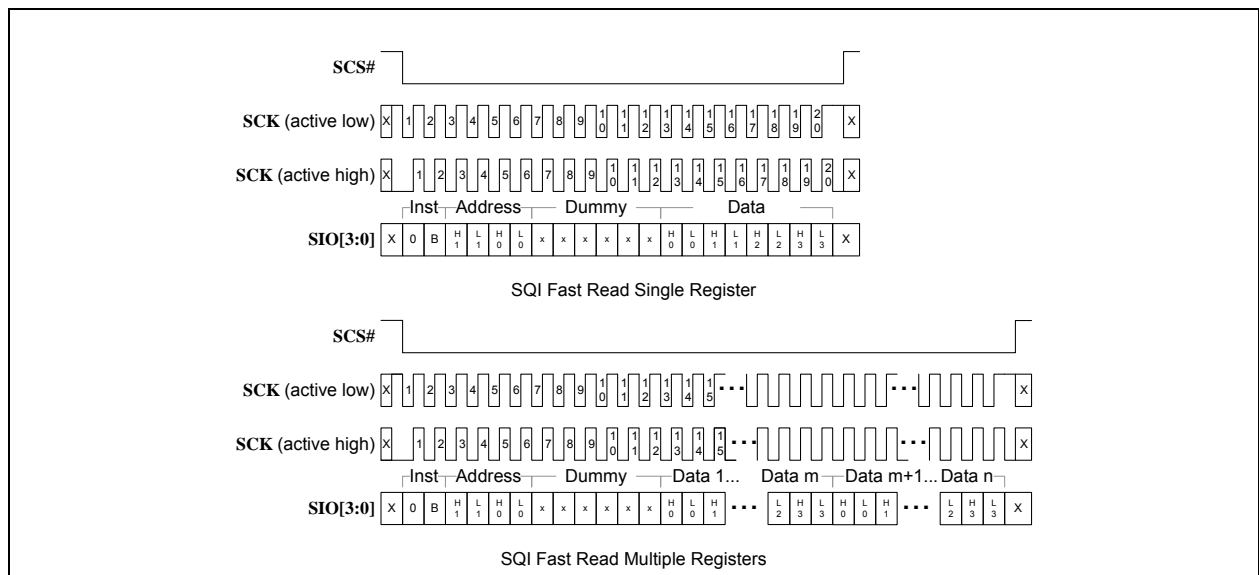 SCS#
SCK (active low) X 1 2 3 4 5 6 7 8 9 10 11 12 13 14 15 16 17 18 19 20 X
SCK (active high) X 1 2 3 4 5 6 7 8 9 10 11 12 13 14 15 16 17 18 19 20 X
Inst Address Dummy Data
SIO[3:0] X 0 B H1 L1 H0 L0 x x x x x x H0 L0 H1 L1 H2 L2 H3 L3 X
SQI Fast Read Single Register
SCS#
SCK (active low) X 1 2 3 4 5 6 7 8 9 10 11 12 13 14 15 ... ... X
SCK (active high) X 1 2 3 4 5 6 7 8 9 10 11 12 13 14 15 ... ... X
Inst Address Dummy Data 1... Data m Data m+1... Data n
SIO[3:0] X 0 B H1 L1 H0 L0 x x x x x x H0 L0 H1 ... L2 H3 L3 H0 L0 H1 ... L2 H3 L3 X
SQI Fast Read Multiple Registers